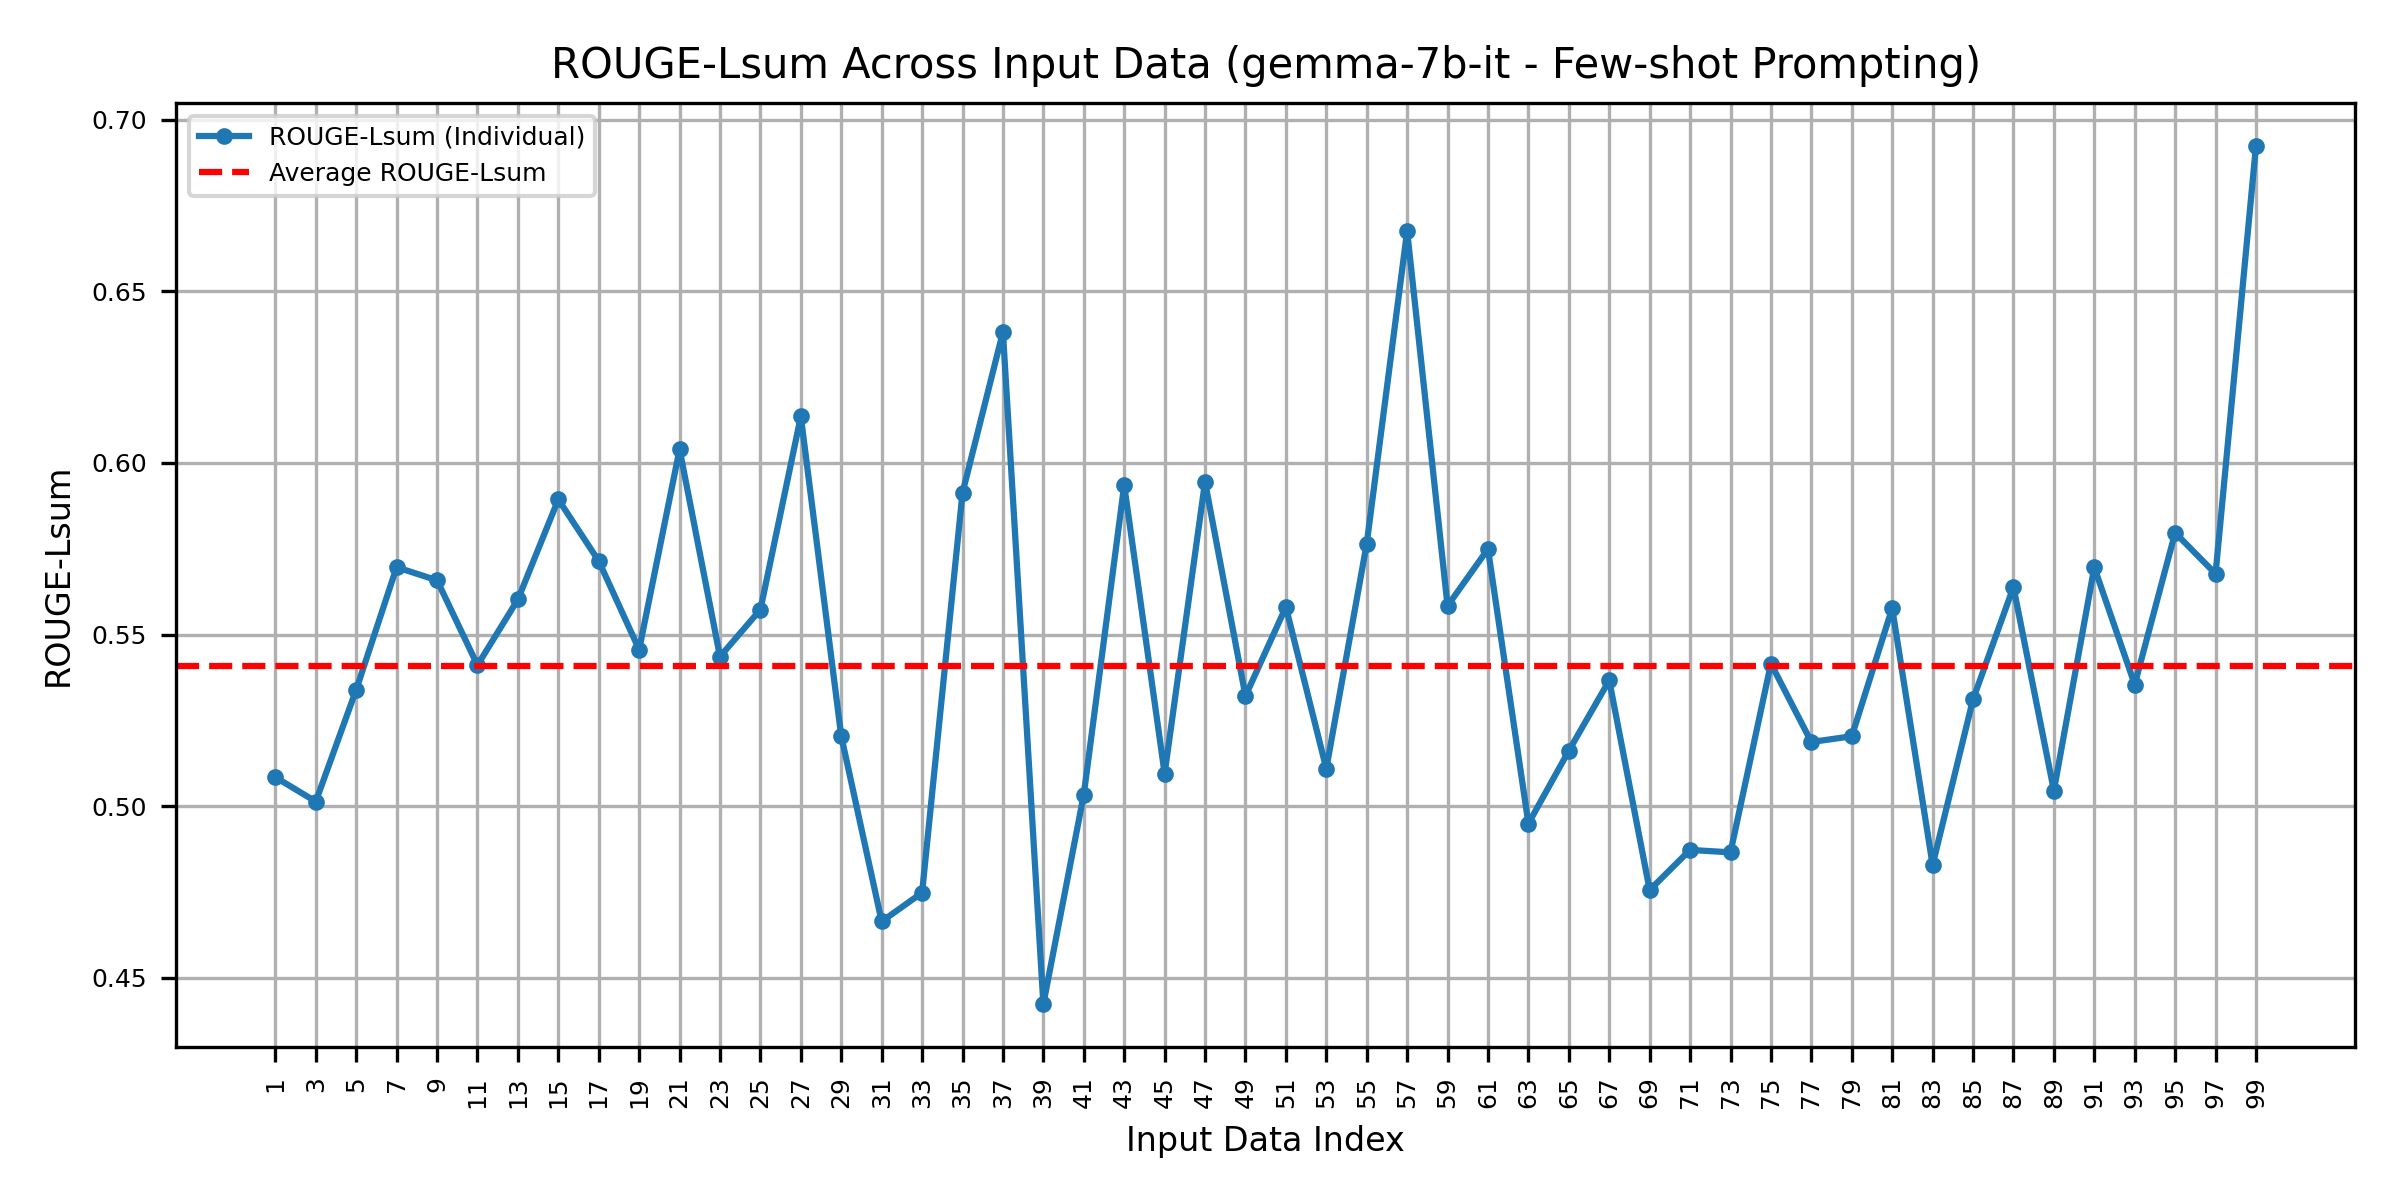 ROUGE-Lsum Across Input Data (gemma-7b-it - Few-shot Prompting)
ROUGE-Lsum (Individual)
Average ROUGE-Lsum
ROUGE-Lsum
0.70
0.65
0.60
0.55
0.50
0.45
1 3 5 7 9 11 13 15 17 19 21 23 25 27 29 31 33 35 37 39 41 43 45 47 49 51 53 55 57 59 61 63 65 67 69 71 73 75 77 79 81 83 85 87 89 91 93 95 97 99
Input Data Index